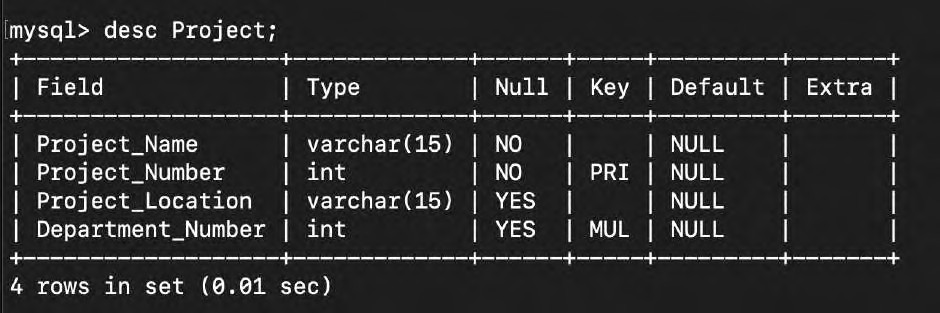 mysql> desc Project;
+--------------------+-------------+------+-----+---------+-------+
| Field              | Type        | Null | Key | Default | Extra |
+--------------------+-------------+------+-----+---------+-------+
| Project_Name       | varchar(15) | NO   |     | NULL    |       |
| Project_Number     | int         | NO   | PRI | NULL    |       |
| Project_Location   | varchar(15) | YES  |     | NULL    |       |
| Department_Number  | int         | YES  | MUL | NULL    |       |
+--------------------+-------------+------+-----+---------+-------+
4 rows in set (0.01 sec)